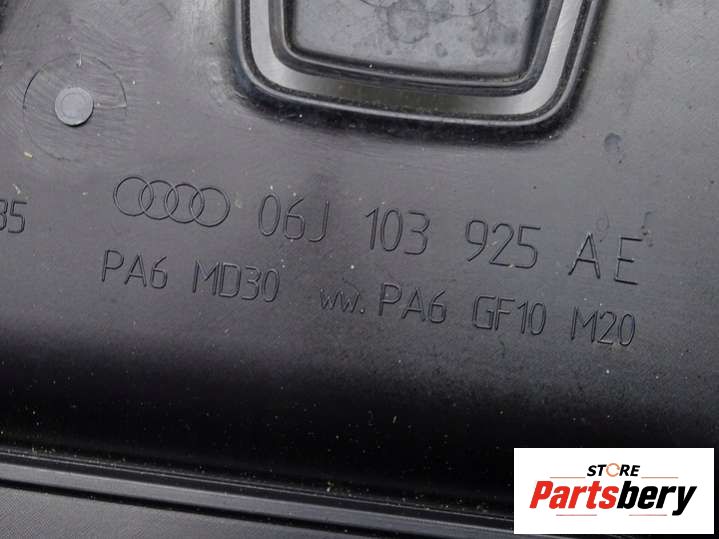 35
06J 103 925 AE
PA6 MD30 ww. PA6 GF10 M20
STORE
Partsbery